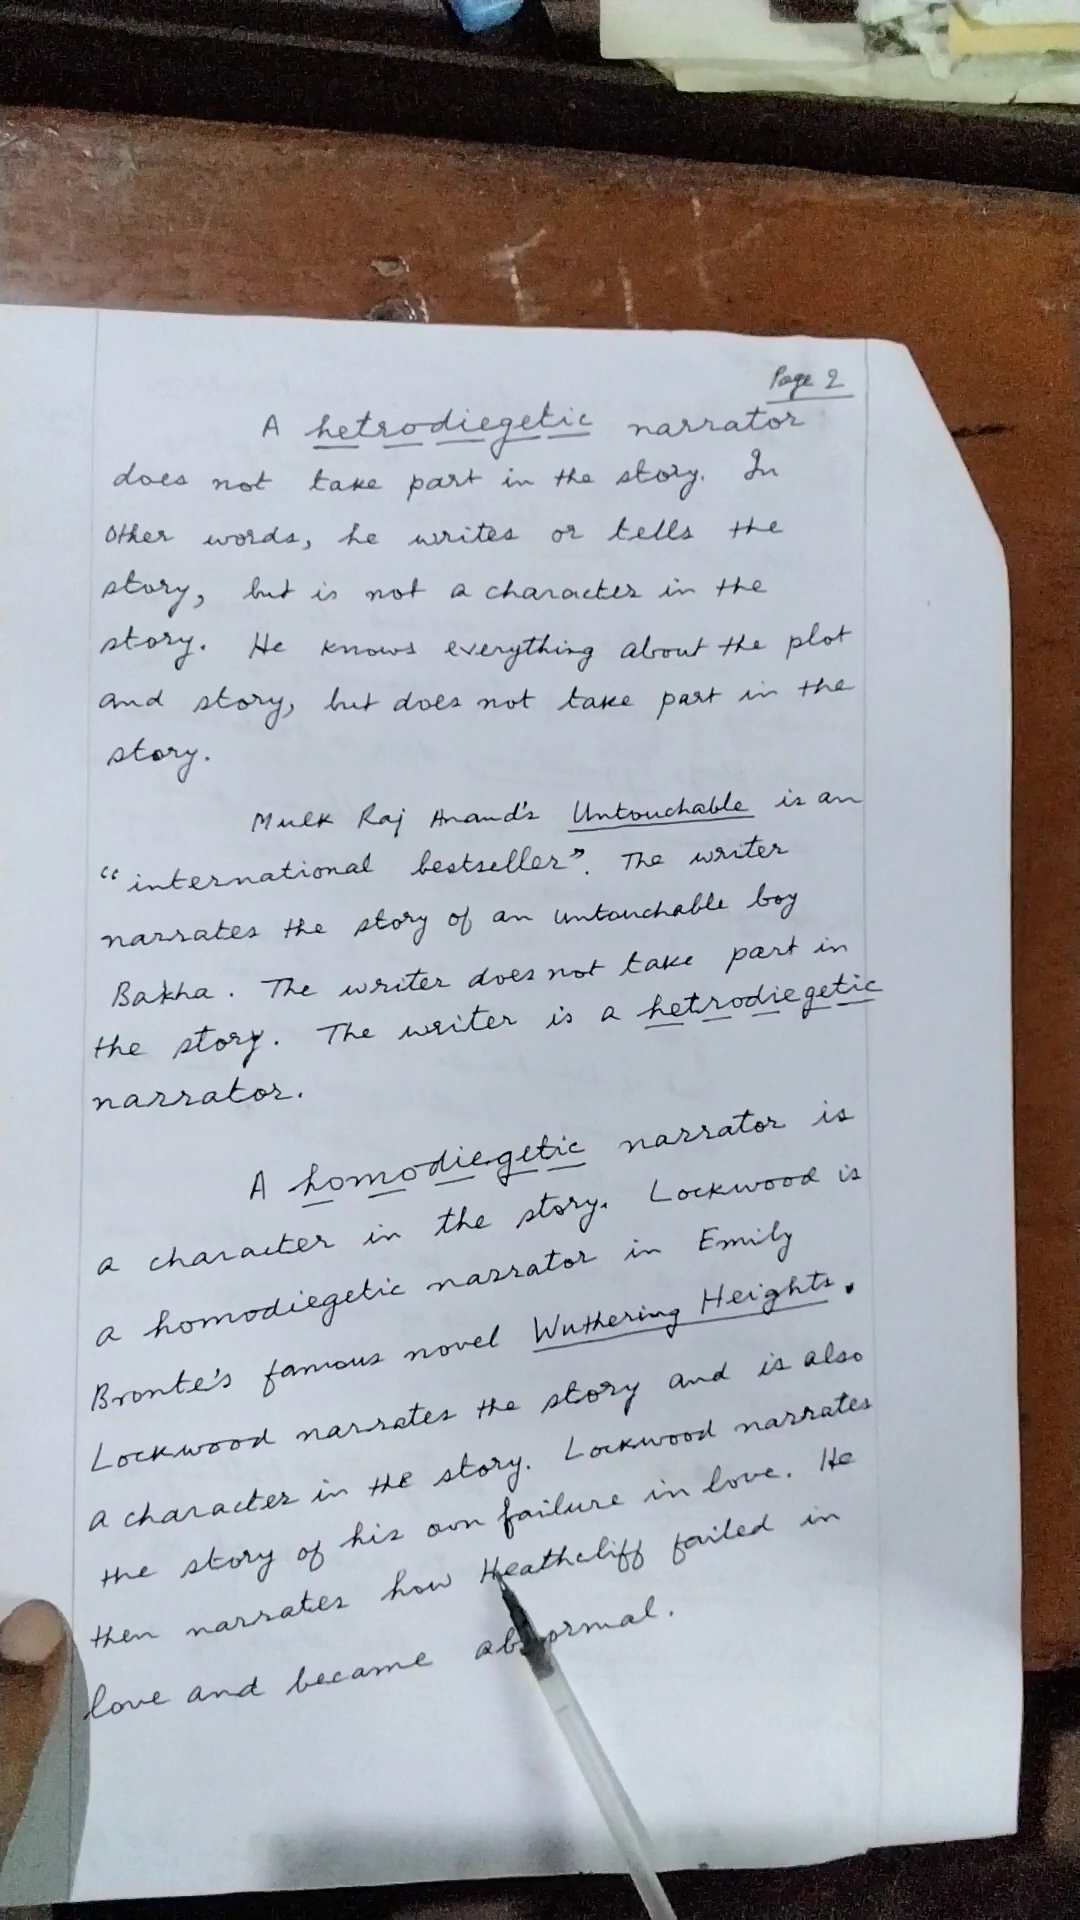 Page 2
A hetrodiegetic narrator
does not take part in the story. In
other words, he writes or tells the
story, but is not a character in the
story. He knows everything about the plot
and story, but does not take part in the
story.
Mulk Raj Anand's Untouchable is an
"international bestseller". The writer
narrates the story of an untouchable boy
Bakha. The writer does not take part in
the story. The writer is a hetrodiegetic
narrator.
A homodiegetic narrator is
a character in the story. Lockwood is
a homodiegetic narrator in Emily
Bronte's famous novel Wuthering Heights.
Lockwood narrates the story and is also
a character in the story. Lockwood narrates
the story of his own failure in love. He
then narrates how Heathcliff failed in
love and became abnormal.